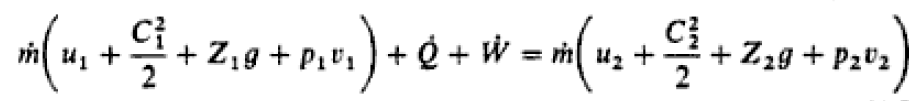 ṁ(u₁ + C₁²/2 + Z₁g + p₁v₁) + Q̇ + Ẇ = ṁ(u₂ + C₂²/2 + Z₂g + p₂v₂)